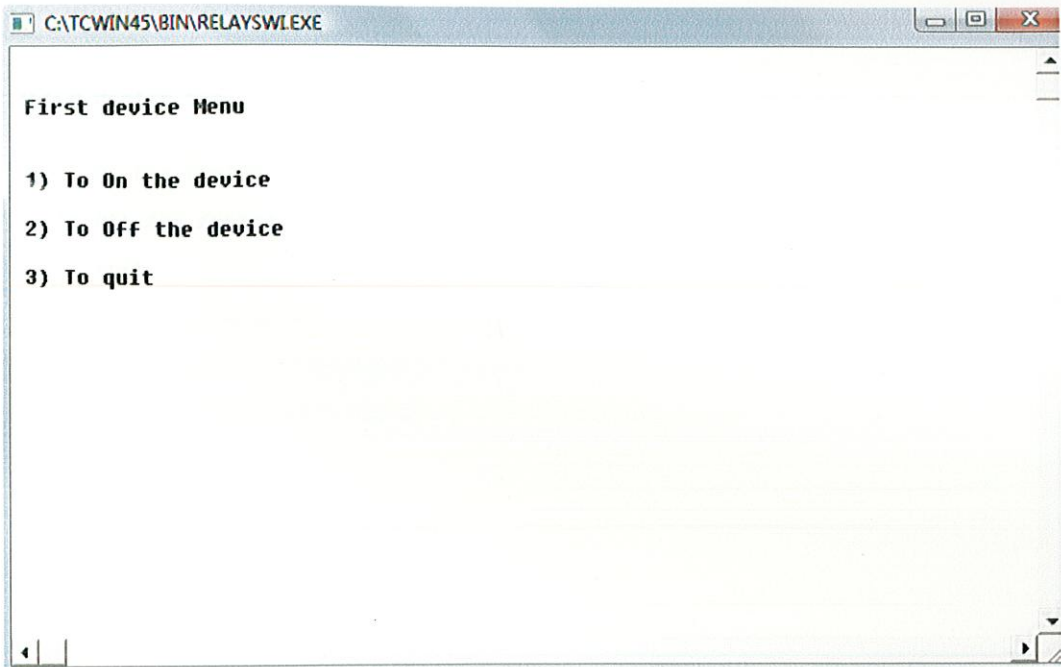 C:\TCWIN45\BIN\RELAYSWI.EXE
First device Menu
1) To On the device
2) To Off the device
3) To quit